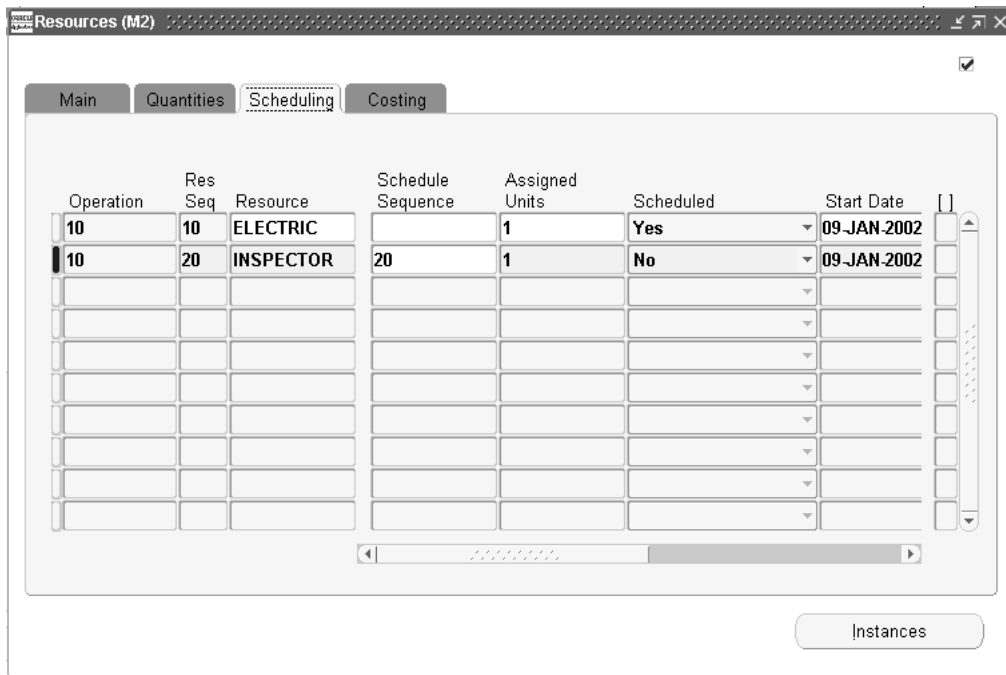 ORACLE
Resources (M2)
Main Quantities Scheduling Costing
Res Schedule Assigned
Operation Seq Resource Sequence Units Scheduled Start Date [ ]
10 10 ELECTRIC 1 Yes 09-JAN-2002
10 20 INSPECTOR 20 1 No 09-JAN-2002
Instances